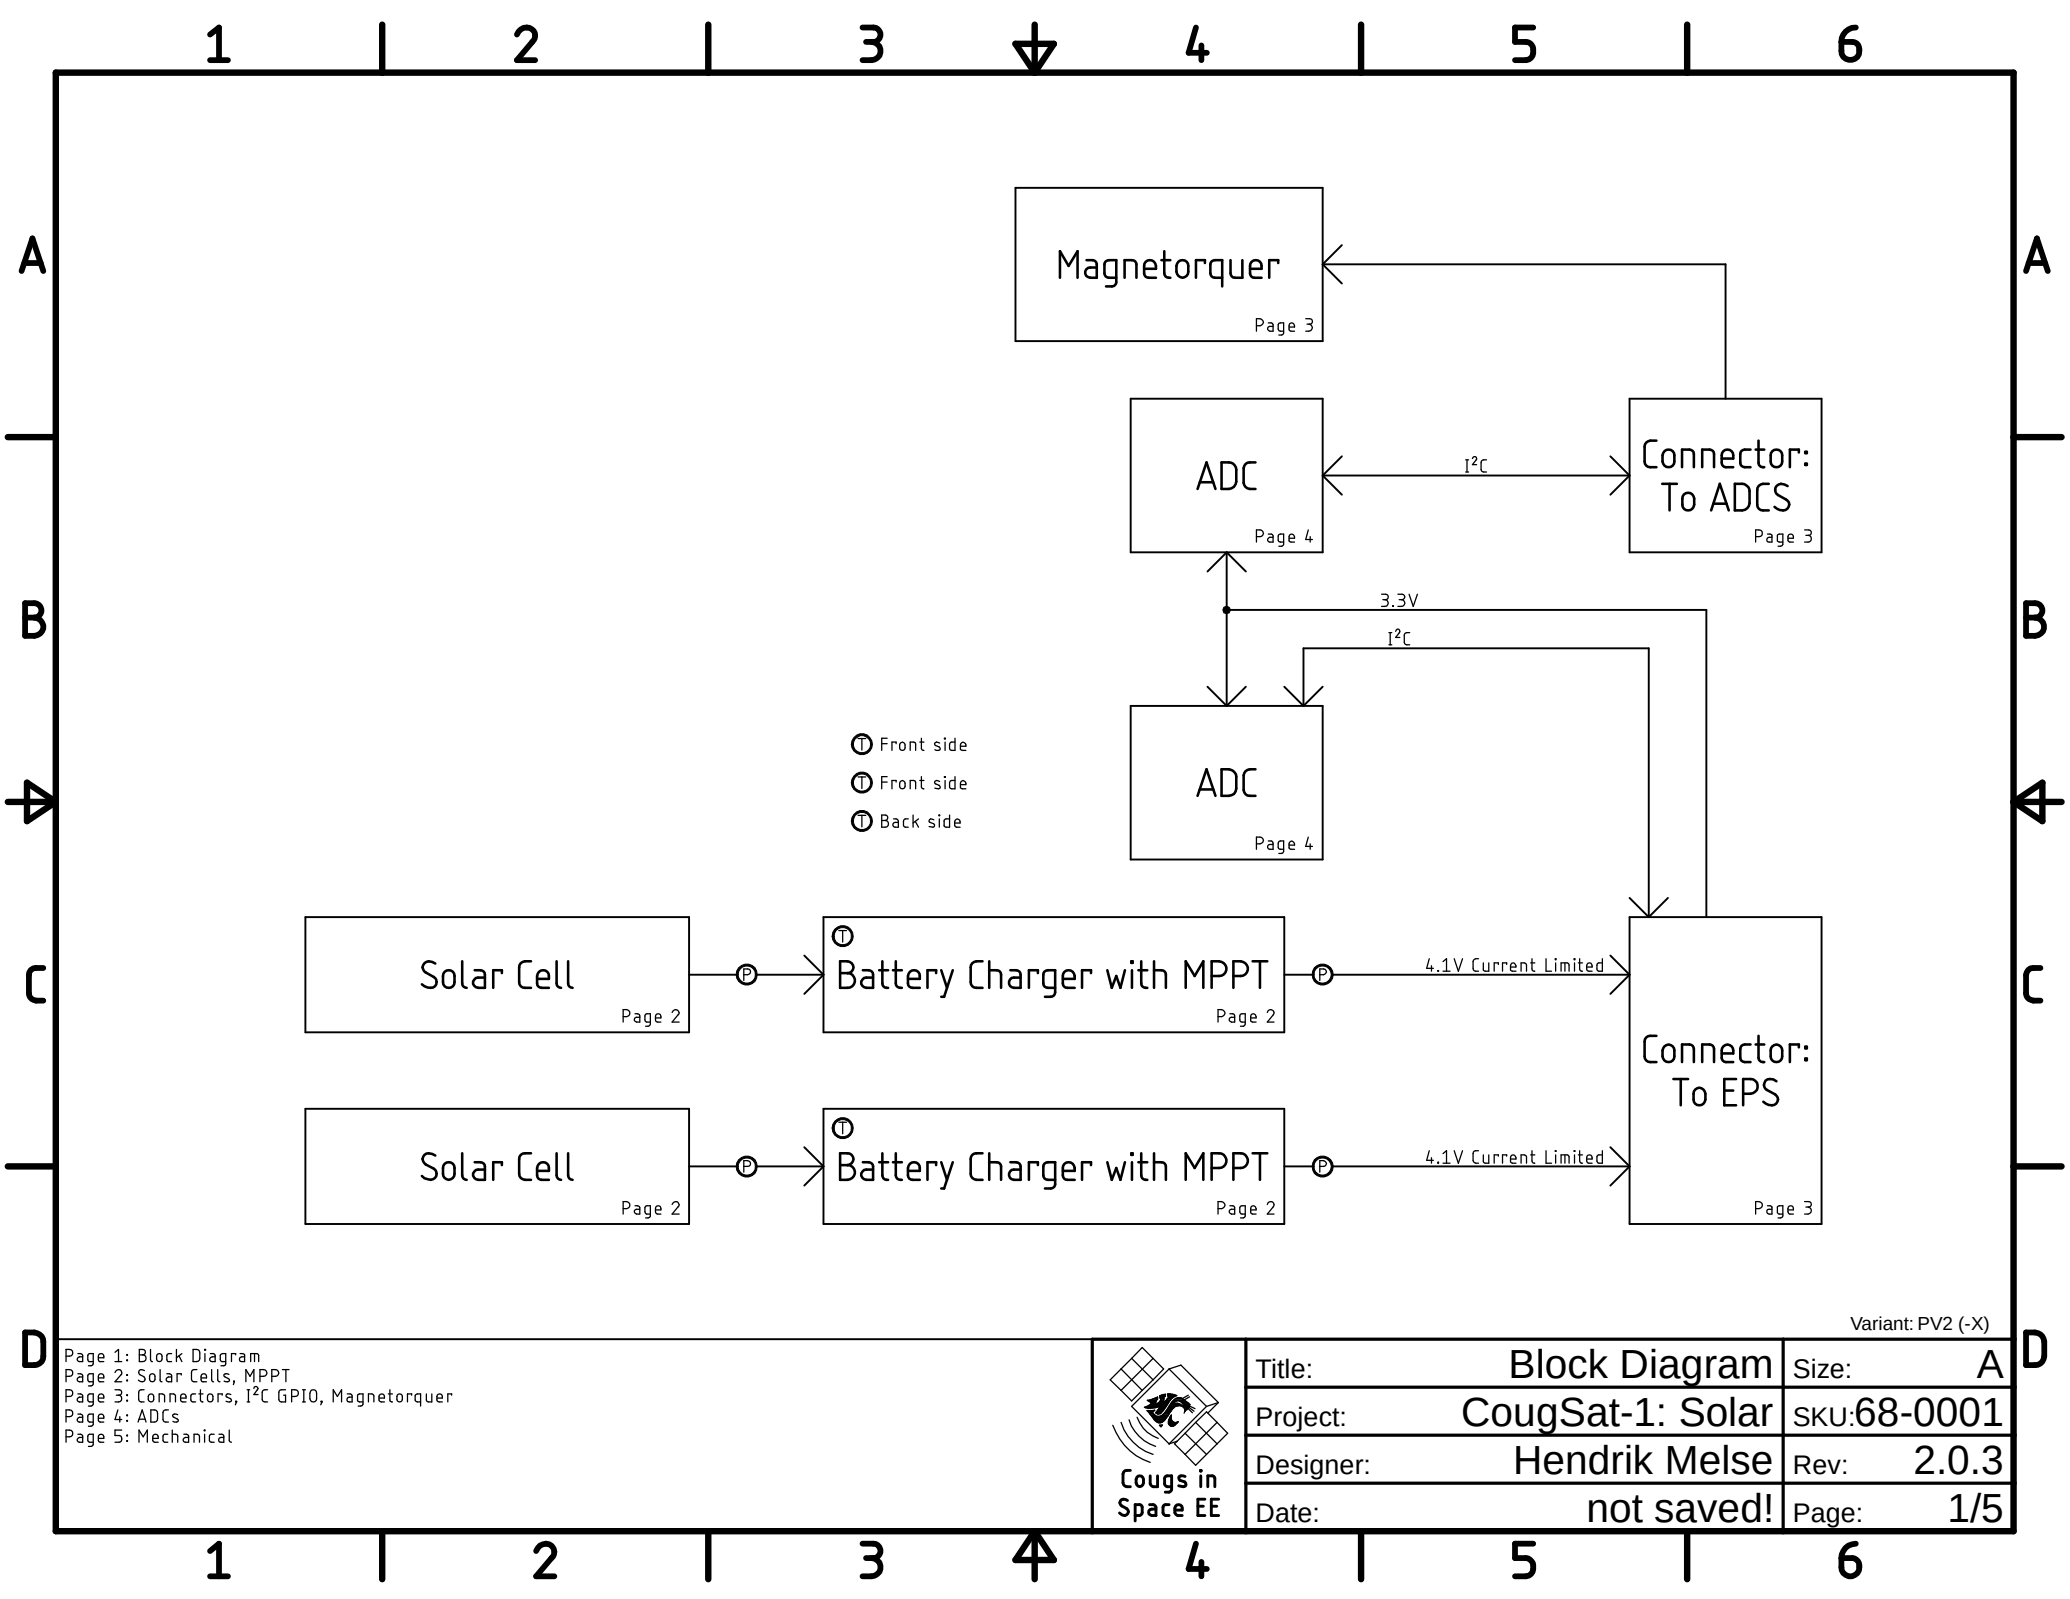 1 2 3 4 5 6
A A
Magnetorquer
Page 3
ADC
Page 4
I²C
Connector:
To ADCS
Page 3
B B
3.3V
I²C
T Front side
T Front side
T Back side
ADC
Page 4
C C
Solar Cell
Page 2
P
T
Battery Charger with MPPT
Page 2
P
4.1V Current Limited
Connector:
To EPS
Page 3
Solar Cell
Page 2
P
T
Battery Charger with MPPT
Page 2
P
4.1V Current Limited
Variant: PV2 (-X)
D D
Page 1: Block Diagram
Page 2: Solar Cells, MPPT
Page 3: Connectors, I²C GPIO, Magnetorquer
Page 4: ADCs
Page 5: Mechanical
Cougs in
Space EE
Title: Block Diagram Size: A
Project: CougSat-1: Solar SKU:68-0001
Designer: Hendrik Melse Rev: 2.0.3
Date: not saved! Page: 1/5
1 2 3 4 5 6